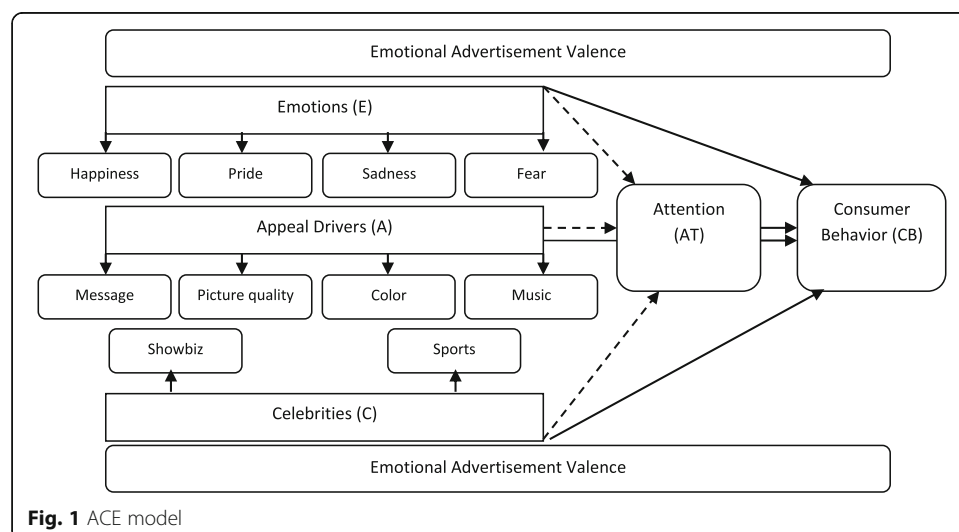 Emotional Advertisement Valence
Emotions (E)
Happiness
Pride
Sadness
Fear
Appeal Drivers (A)
Attention
(AT)
Consumer
Behavior (CB)
Message
Picture quality
Color
Music
Showbiz
Sports
Celebrities (C)
Emotional Advertisement Valence
Fig. 1 ACE model